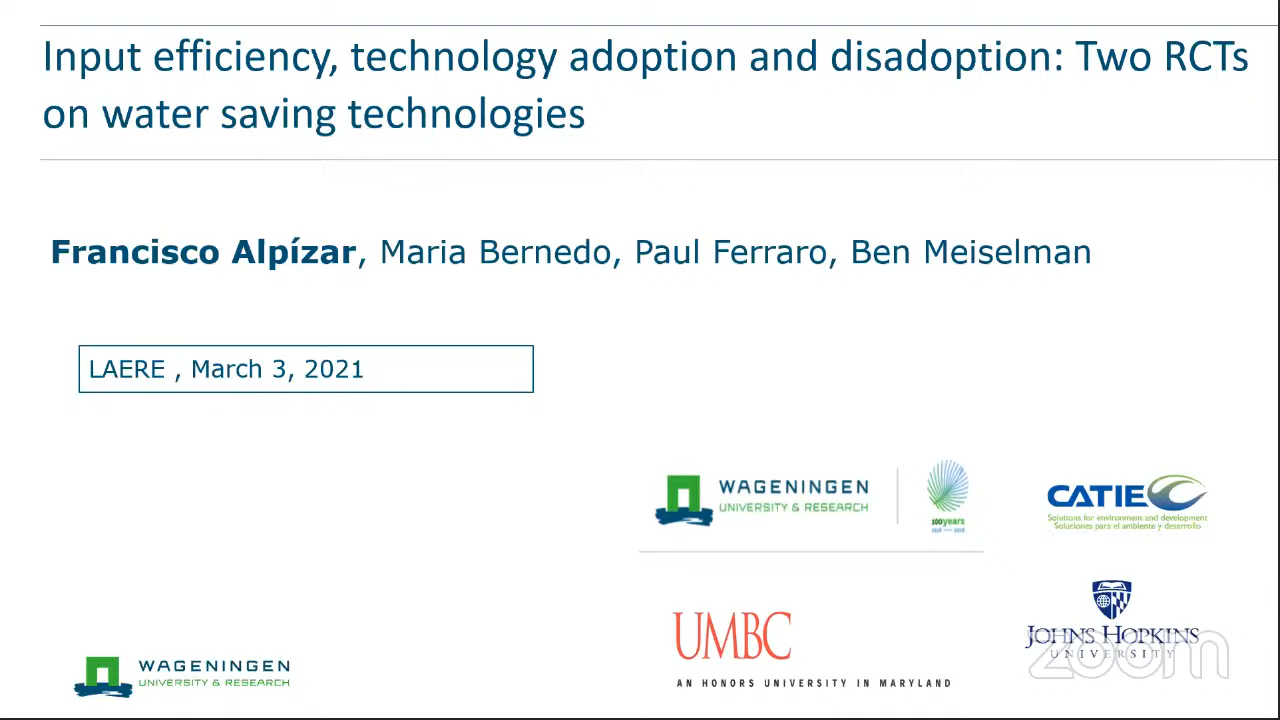 Input efficiency, technology adoption and disadoption: Two RCTs
on water saving technologies
Francisco Alpízar, Maria Bernedo, Paul Ferraro, Ben Meiselman
LAERE , March 3, 2021
WAGENINGEN
UNIVERSITY & RESEARCH
100years
CATIE
Solutions for environment and development
Soluciones para el ambiente y desarrollo
UMBC
AN HONORS UNIVERSITY IN MARYLAND
JOHNS HOPKINS
UNIVERSITY
zoom
WAGENINGEN
UNIVERSITY & RESEARCH